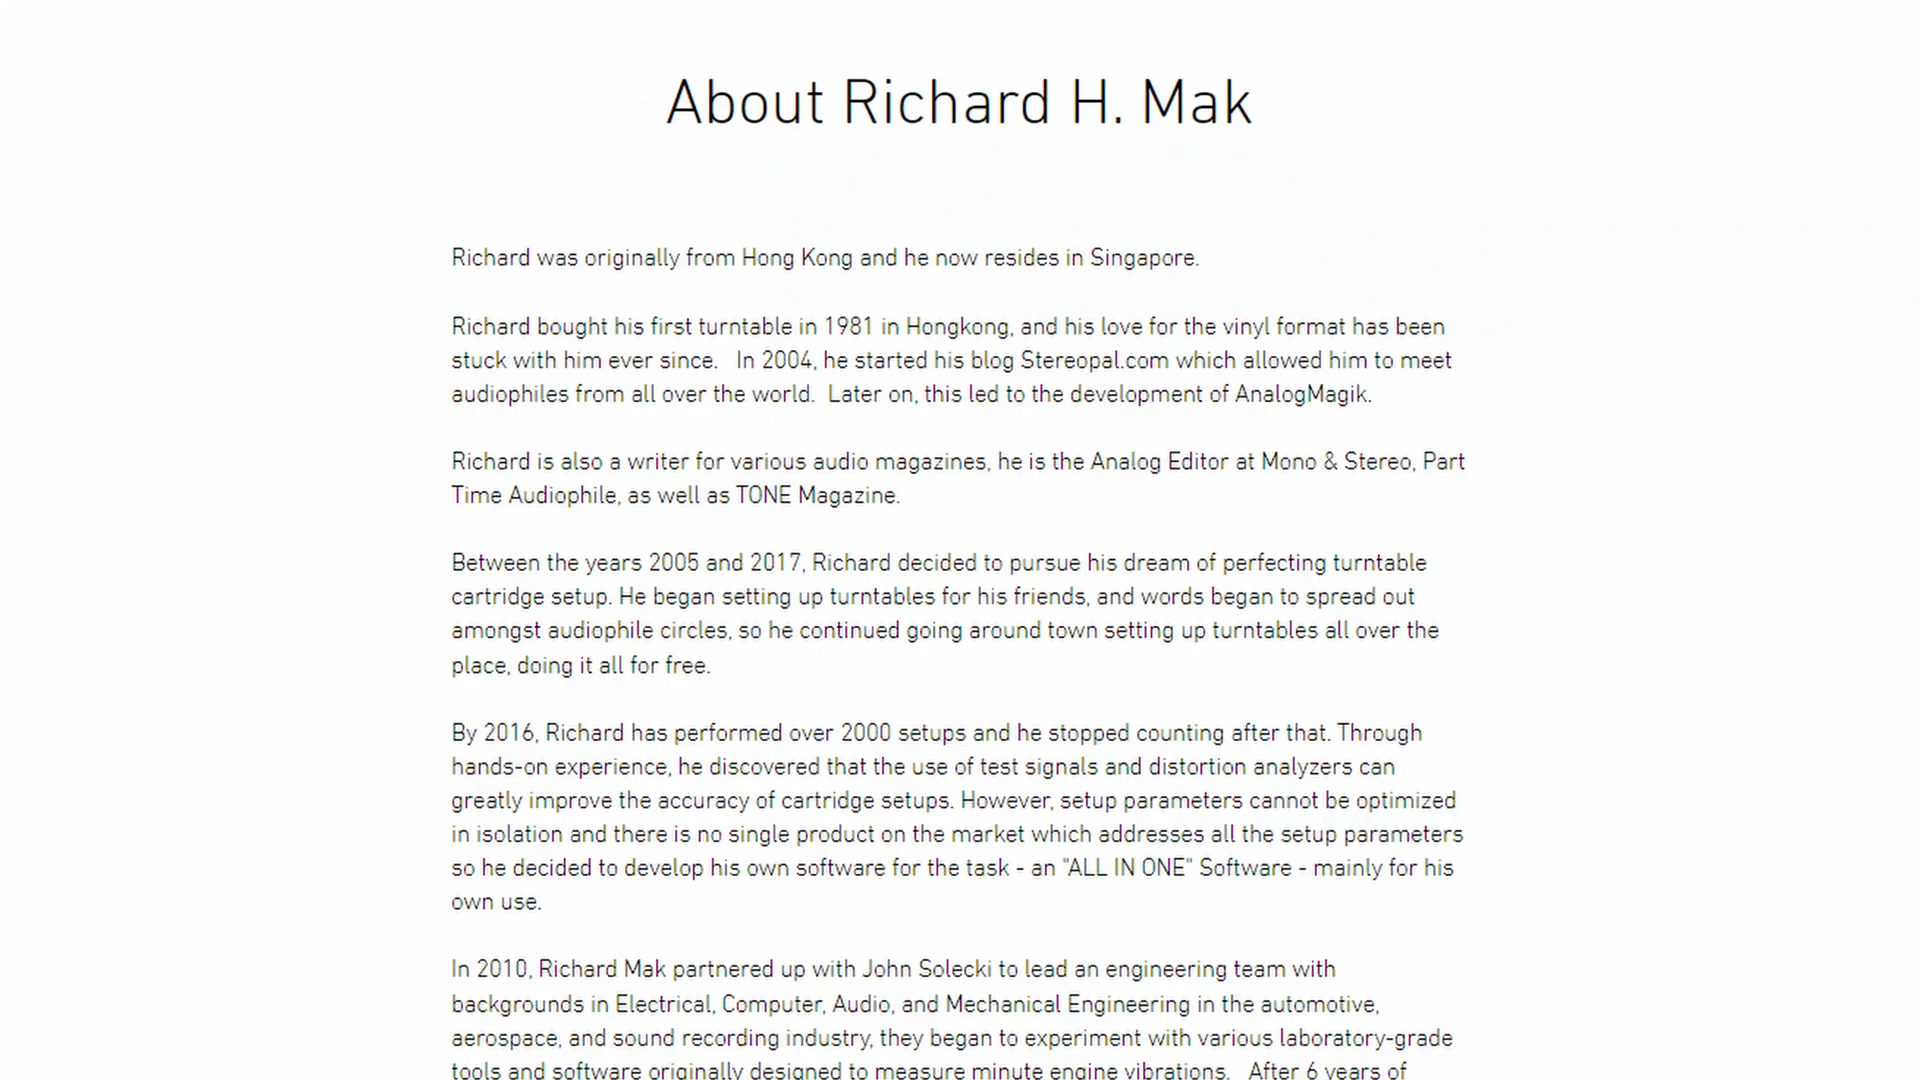 About Richard H. Mak
Richard was originally from Hong Kong and he now resides in Singapore.
Richard bought his first turntable in 1981 in Hongkong, and his love for the vinyl format has been
stuck with him ever since.   In 2004, he started his blog Stereopal.com which allowed him to meet
audiophiles from all over the world.  Later on, this led to the development of AnalogMagik.
Richard is also a writer for various audio magazines, he is the Analog Editor at Mono & Stereo, Part
Time Audiophile, as well as TONE Magazine.
Between the years 2005 and 2017, Richard decided to pursue his dream of perfecting turntable
cartridge setup. He began setting up turntables for his friends, and words began to spread out
amongst audiophile circles, so he continued going around town setting up turntables all over the
place, doing it all for free.
By 2016, Richard has performed over 2000 setups and he stopped counting after that. Through
hands-on experience, he discovered that the use of test signals and distortion analyzers can
greatly improve the accuracy of cartridge setups. However, setup parameters cannot be optimized
in isolation and there is no single product on the market which addresses all the setup parameters
so he decided to develop his own software for the task - an "ALL IN ONE" Software - mainly for his
own use.
In 2010, Richard Mak partnered up with John Solecki to lead an engineering team with
backgrounds in Electrical, Computer, Audio, and Mechanical Engineering in the automotive,
aerospace, and sound recording industry, they began to experiment with various laboratory-grade
tools and software originally designed to measure minute engine vibrations.   After 6 years of